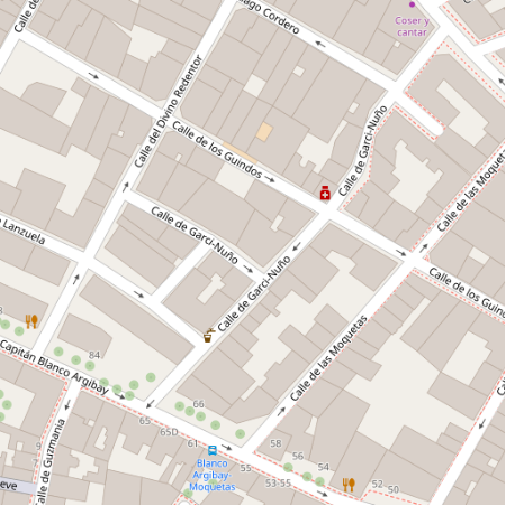 Calle de
ago Cordero
Coser y
cantar
Calle del Divino Redentor
Calle de los Guindos
Calle de Garci-Nuño
Calle de las Moquetas
Calle de Garci-Nuño
Lanzuela
Calle de Garci-Nuño
Calle de los Guindos
Calle de las Moquetas
Capitán Blanco Argibay
84
66
65
65D
61
58
56
55
54
53-55
52
50
Blanco
Argibay-
Moquetas
Calle de Guzmania
9
eve